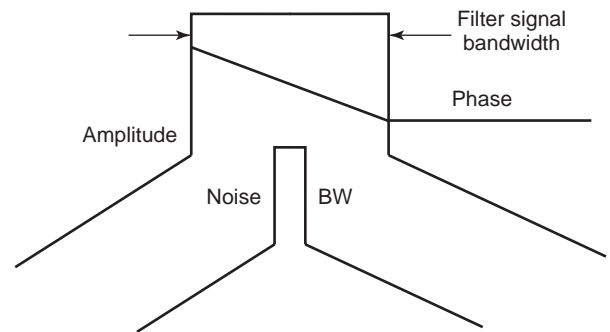 Filter signal
bandwidth
Phase
Amplitude
Noise
BW